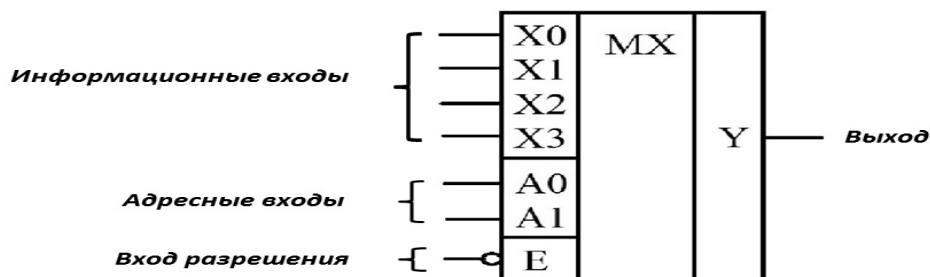 X0
MX
X1
Информационные входы
X2
X3
Y
Выход
A0
Адресные входы
A1
Вход разрешения
E